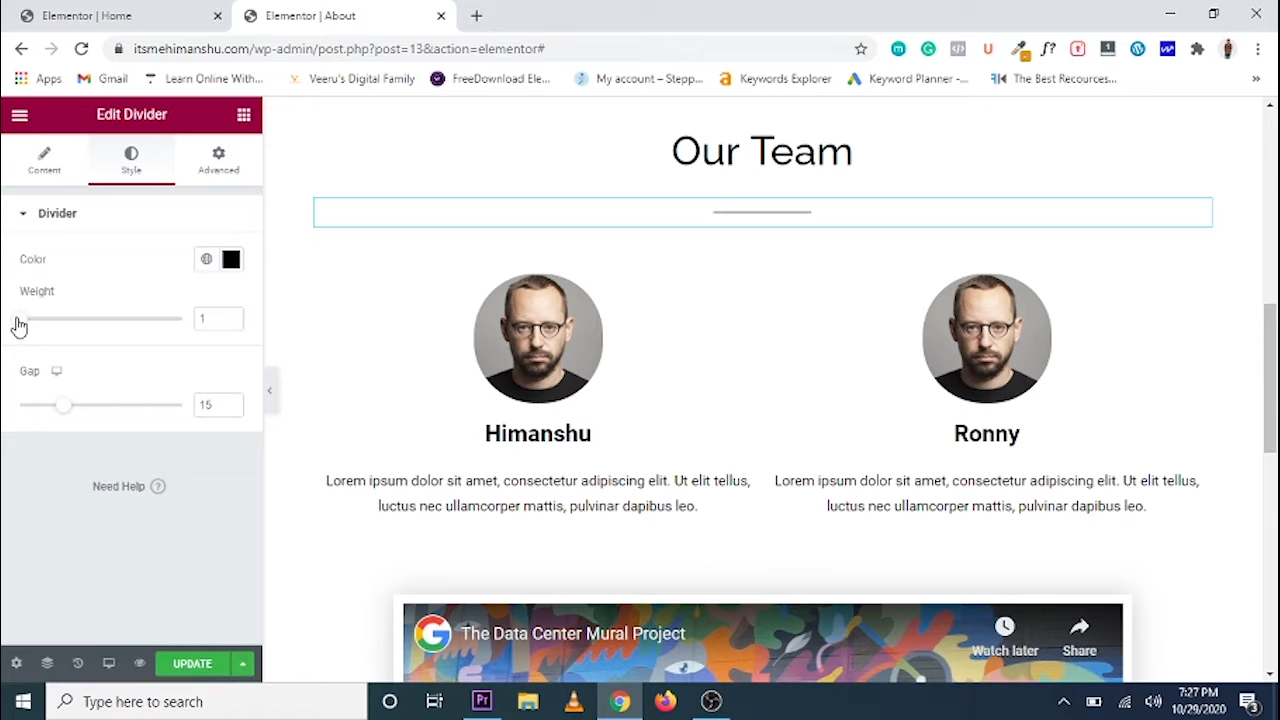 Elementor | Home
Elementor | About
itsmehimanshu.com/wp-admin/post.php?post=13&action=elementor#
Apps
Gmail
Learn Online With...
Veeru's Digital Family
FreeDownload Ele...
My account – Stepp...
Keywords Explorer
Keyword Planner -...
The Best Recources...
Edit Divider
Content
Style
Advanced
Divider
Color
Weight
1
Gap
15
Need Help ?
UPDATE
Our Team
Himanshu
Ronny
Lorem ipsum dolor sit amet, consectetur adipiscing elit. Ut elit tellus,
luctus nec ullamcorper mattis, pulvinar dapibus leo.
Lorem ipsum dolor sit amet, consectetur adipiscing elit. Ut elit tellus,
luctus nec ullamcorper mattis, pulvinar dapibus leo.
The Data Center Mural Project
Watch later
Share
Type here to search
7:27 PM
10/29/2020
3